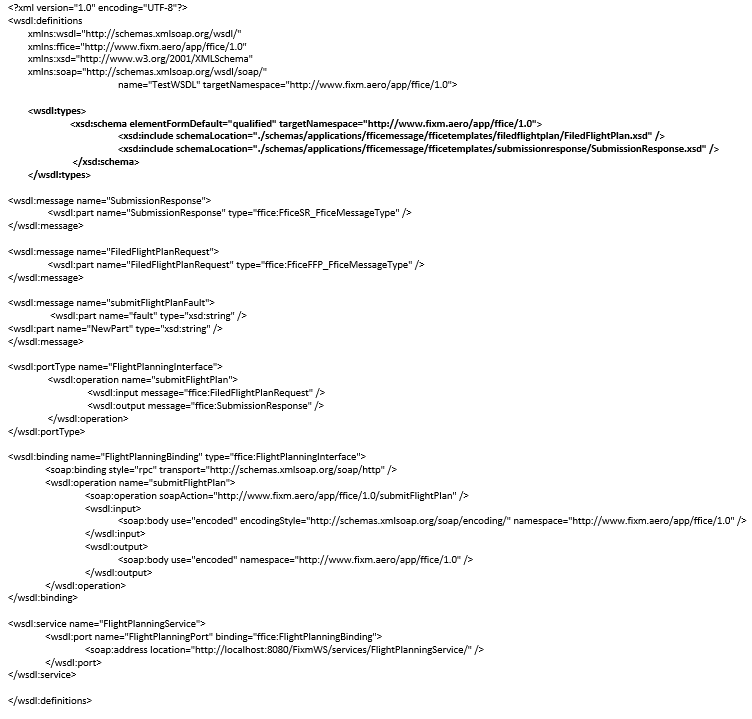 <?xml version="1.0" encoding="UTF-8"?>
<wsdl:definitions
xmlns:wsdl="http://schemas.xmlsoap.org/wsdl/"
xmlns:ffice="http://www.fixm.aero/app/ffice/1.0"
xmlns:xsd="http://www.w3.org/2001/XMLSchema"
xmlns:soap="http://schemas.xmlsoap.org/wsdl/soap/"
name="TestWSDL" targetNamespace="http://www.fixm.aero/app/ffice/1.0">
<wsdl:types>
<xsd:schema elementFormDefault="qualified" targetNamespace="http://www.fixm.aero/app/ffice/1.0">
<xsd:include schemaLocation="./schemas/applications/fficemessage/fficetemplates/filedflightplan/FiledFlightPlan.xsd" />
<xsd:include schemaLocation="./schemas/applications/fficemessage/fficetemplates/submissionresponse/SubmissionResponse.xsd" />
</xsd:schema>
</wsdl:types>
<wsdl:message name="SubmissionResponse">
<wsdl:part name="SubmissionResponse" type="ffice:FficeSR_FficeMessageType" />
</wsdl:message>
<wsdl:message name="FiledFlightPlanRequest">
<wsdl:part name="FiledFlightPlanRequest" type="ffice:FficeFFP_FficeMessageType" />
</wsdl:message>
<wsdl:message name="submitFlightPlanFault">
<wsdl:part name="fault" type="xsd:string" />
<wsdl:part name="NewPart" type="xsd:string" />
</wsdl:message>
<wsdl:portType name="FlightPlanningInterface">
<wsdl:operation name="submitFlightPlan">
<wsdl:input message="ffice:FiledFlightPlanRequest" />
<wsdl:output message="ffice:SubmissionResponse" />
</wsdl:operation>
</wsdl:portType>
<wsdl:binding name="FlightPlanningBinding" type="ffice:FlightPlanningInterface">
<soap:binding style="rpc" transport="http://schemas.xmlsoap.org/soap/http" />
<wsdl:operation name="submitFlightPlan">
<soap:operation soapAction="http://www.fixm.aero/app/ffice/1.0/submitFlightPlan" />
<wsdl:input>
<soap:body use="encoded" encodingStyle="http://schemas.xmlsoap.org/soap/encoding/" namespace="http://www.fixm.aero/app/ffice/1.0" />
</wsdl:input>
<wsdl:output>
<soap:body use="encoded" namespace="http://www.fixm.aero/app/ffice/1.0" />
</wsdl:output>
</wsdl:operation>
</wsdl:binding>
<wsdl:service name="FlightPlanningService">
<wsdl:port name="FlightPlanningPort" binding="ffice:FlightPlanningBinding">
<soap:address location="http://localhost:8080/FixmWS/services/FlightPlanningService/" />
</wsdl:port>
</wsdl:service>
</wsdl:definitions>